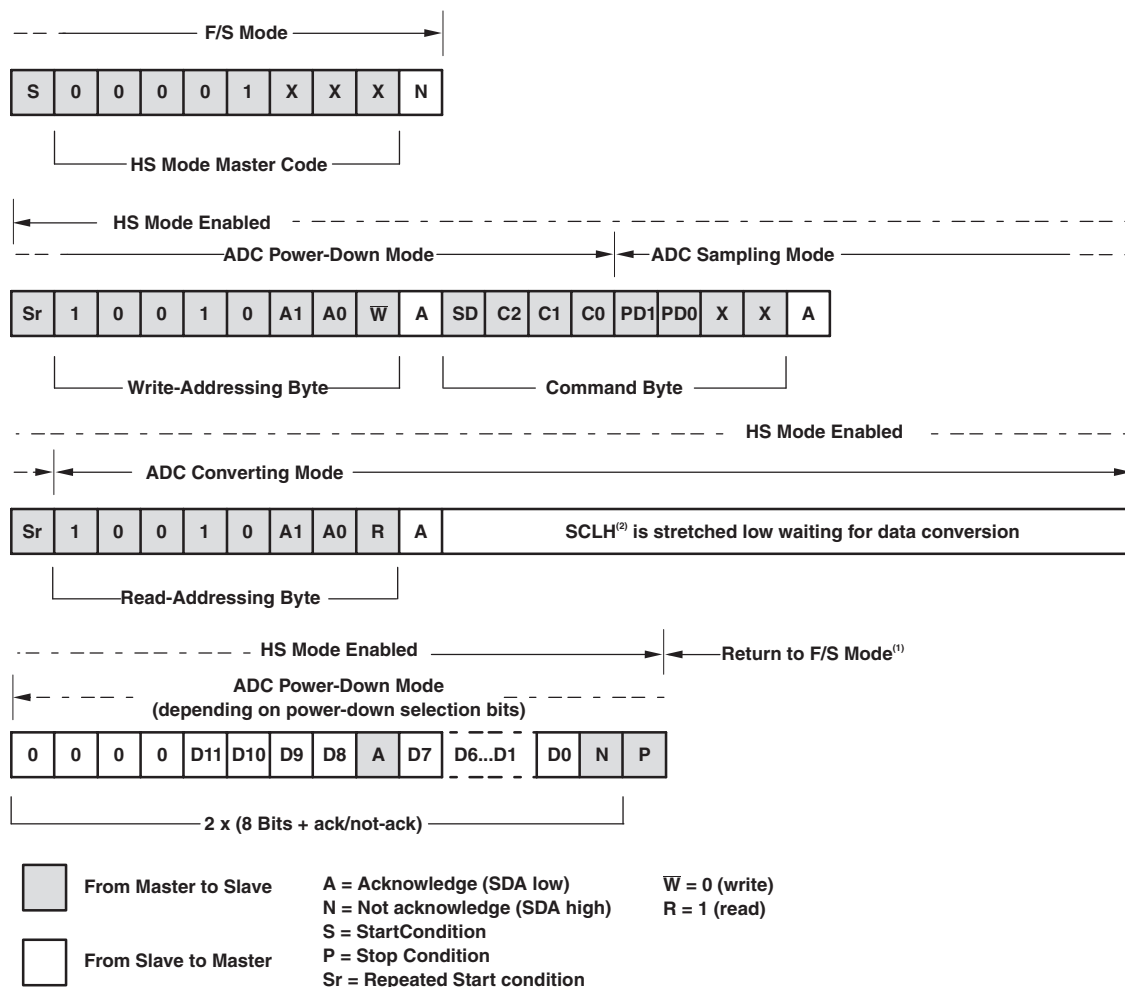 F/S Mode
S 0 0 0 0 1 X X X N
HS Mode Master Code
HS Mode Enabled
ADC Power-Down Mode ADC Sampling Mode
Sr 1 0 0 1 0 A1 A0 W̅ A SD C2 C1 C0 PD1 PD0 X X A
Write-Addressing Byte Command Byte
HS Mode Enabled
ADC Converting Mode
Sr 1 0 0 1 0 A1 A0 R A SCLH(2) is stretched low waiting for data conversion
Read-Addressing Byte
HS Mode Enabled Return to F/S Mode(1)
ADC Power-Down Mode
(depending on power-down selection bits)
0 0 0 0 D11 D10 D9 D8 A D7 D6...D1 D0 N P
2 x (8 Bits + ack/not-ack)
From Master to Slave
From Slave to Master
A = Acknowledge (SDA low)
N = Not acknowledge (SDA high)
S = StartCondition
P = Stop Condition
Sr = Repeated Start condition
W̅ = 0 (write)
R = 1 (read)